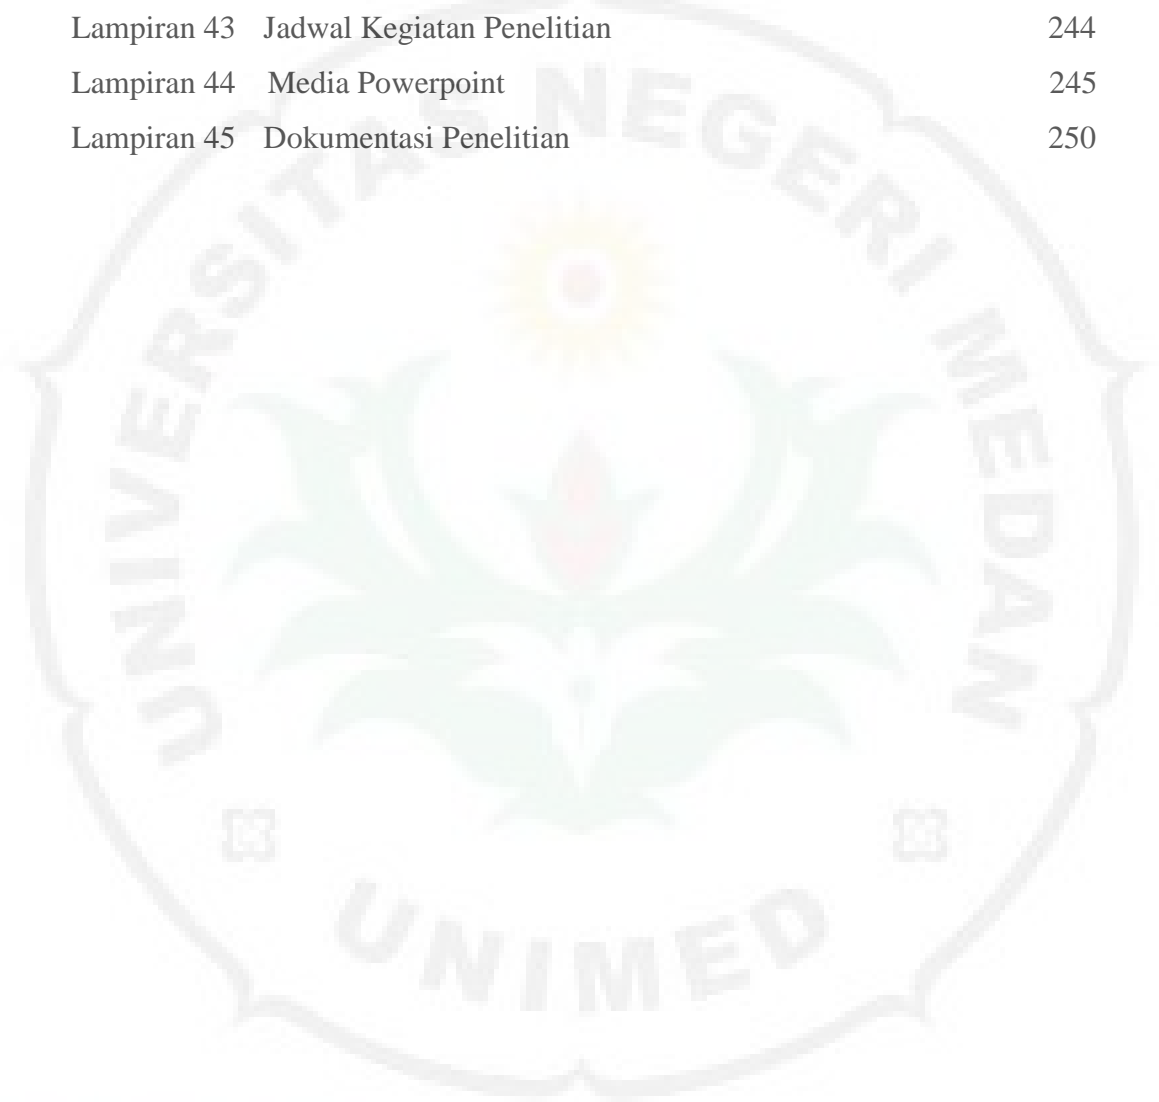 Lampiran 43 Jadwal Kegiatan Penelitian 244
Lampiran 44 Media Powerpoint 245
Lampiran 45 Dokumentasi Penelitian 250
UNIVERSITAS NEGERI MEDAN
UNIMED